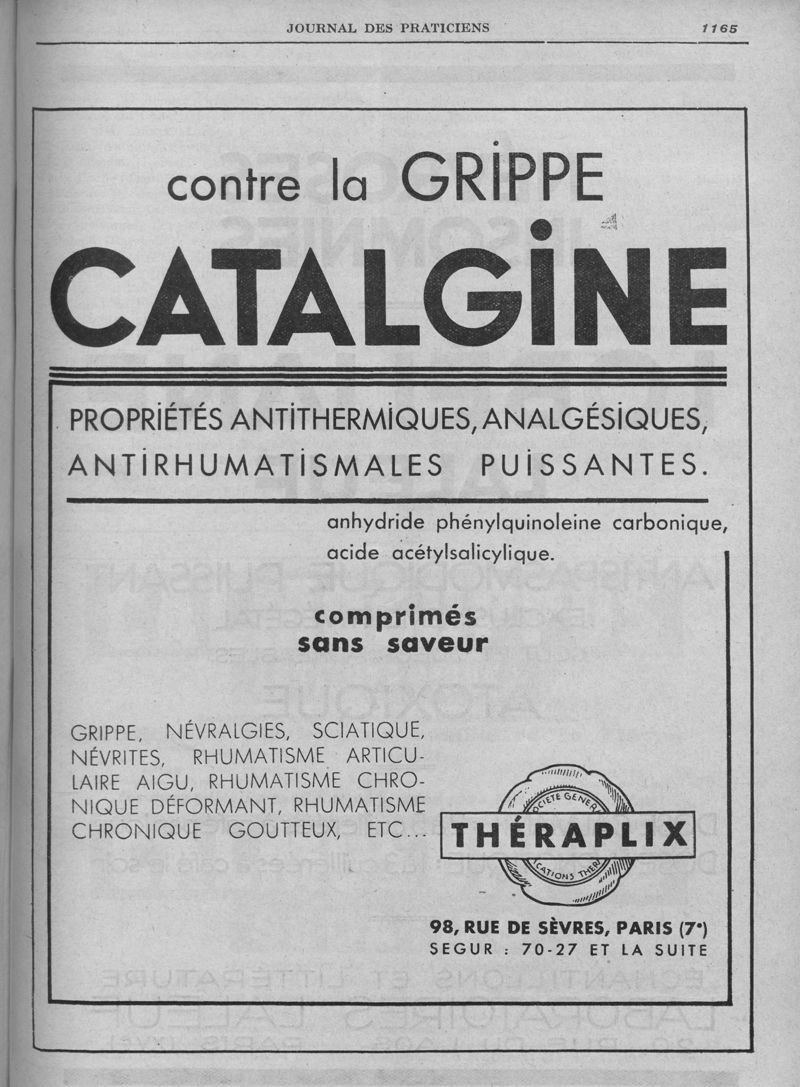 JOURNAL DES PRATICIENS 1165
contre la GRIPPE
CATALGINE
PROPRIÉTÉS ANTITHERMIQUES, ANALGÉSIQUES,
ANTIRHUMATISMALES PUISSANTES.
anhydride phénylquinoleine carbonique,
acide acétylsalicylique.
comprimés
sans saveur
GRIPPE, NÉVRALGIES, SCIATIQUE,
NÉVRITES, RHUMATISME ARTICU-
LAIRE AIGU, RHUMATISME CHRO-
NIQUE DÉFORMANT, RHUMATISME
CHRONIQUE GOUTTEUX, ETC...
THÉRAPLIX
98, RUE DE SÈVRES, PARIS (7e)
SEGUR : 70-27 ET LA SUITE